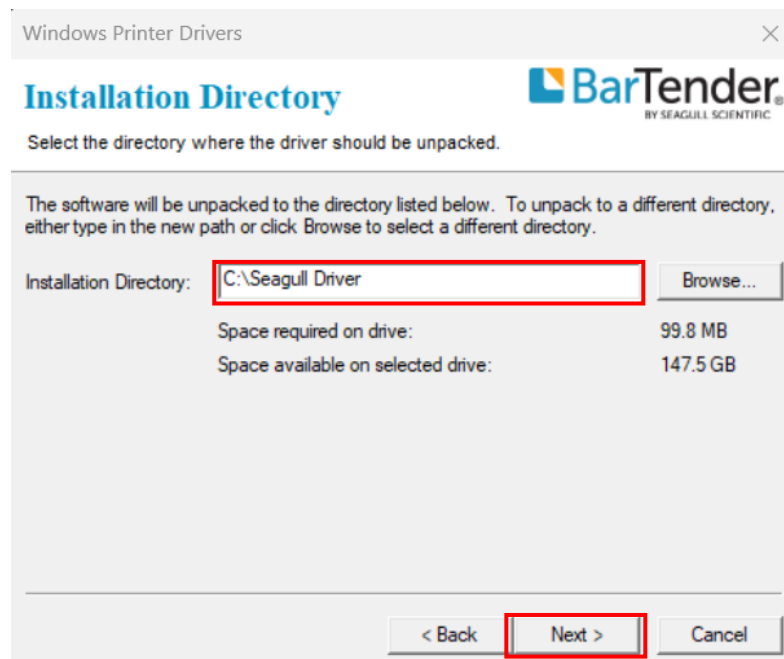 Windows Printer Drivers
Installation Directory
BarTender®
BY SEAGULL SCIENTIFIC
Select the directory where the driver should be unpacked.
The software will be unpacked to the directory listed below. To unpack to a different directory,
either type in the new path or click Browse to select a different directory.
Installation Directory: C:\Seagull Driver Browse...
Space required on drive: 99.8 MB
Space available on selected drive: 147.5 GB
< Back Next > Cancel